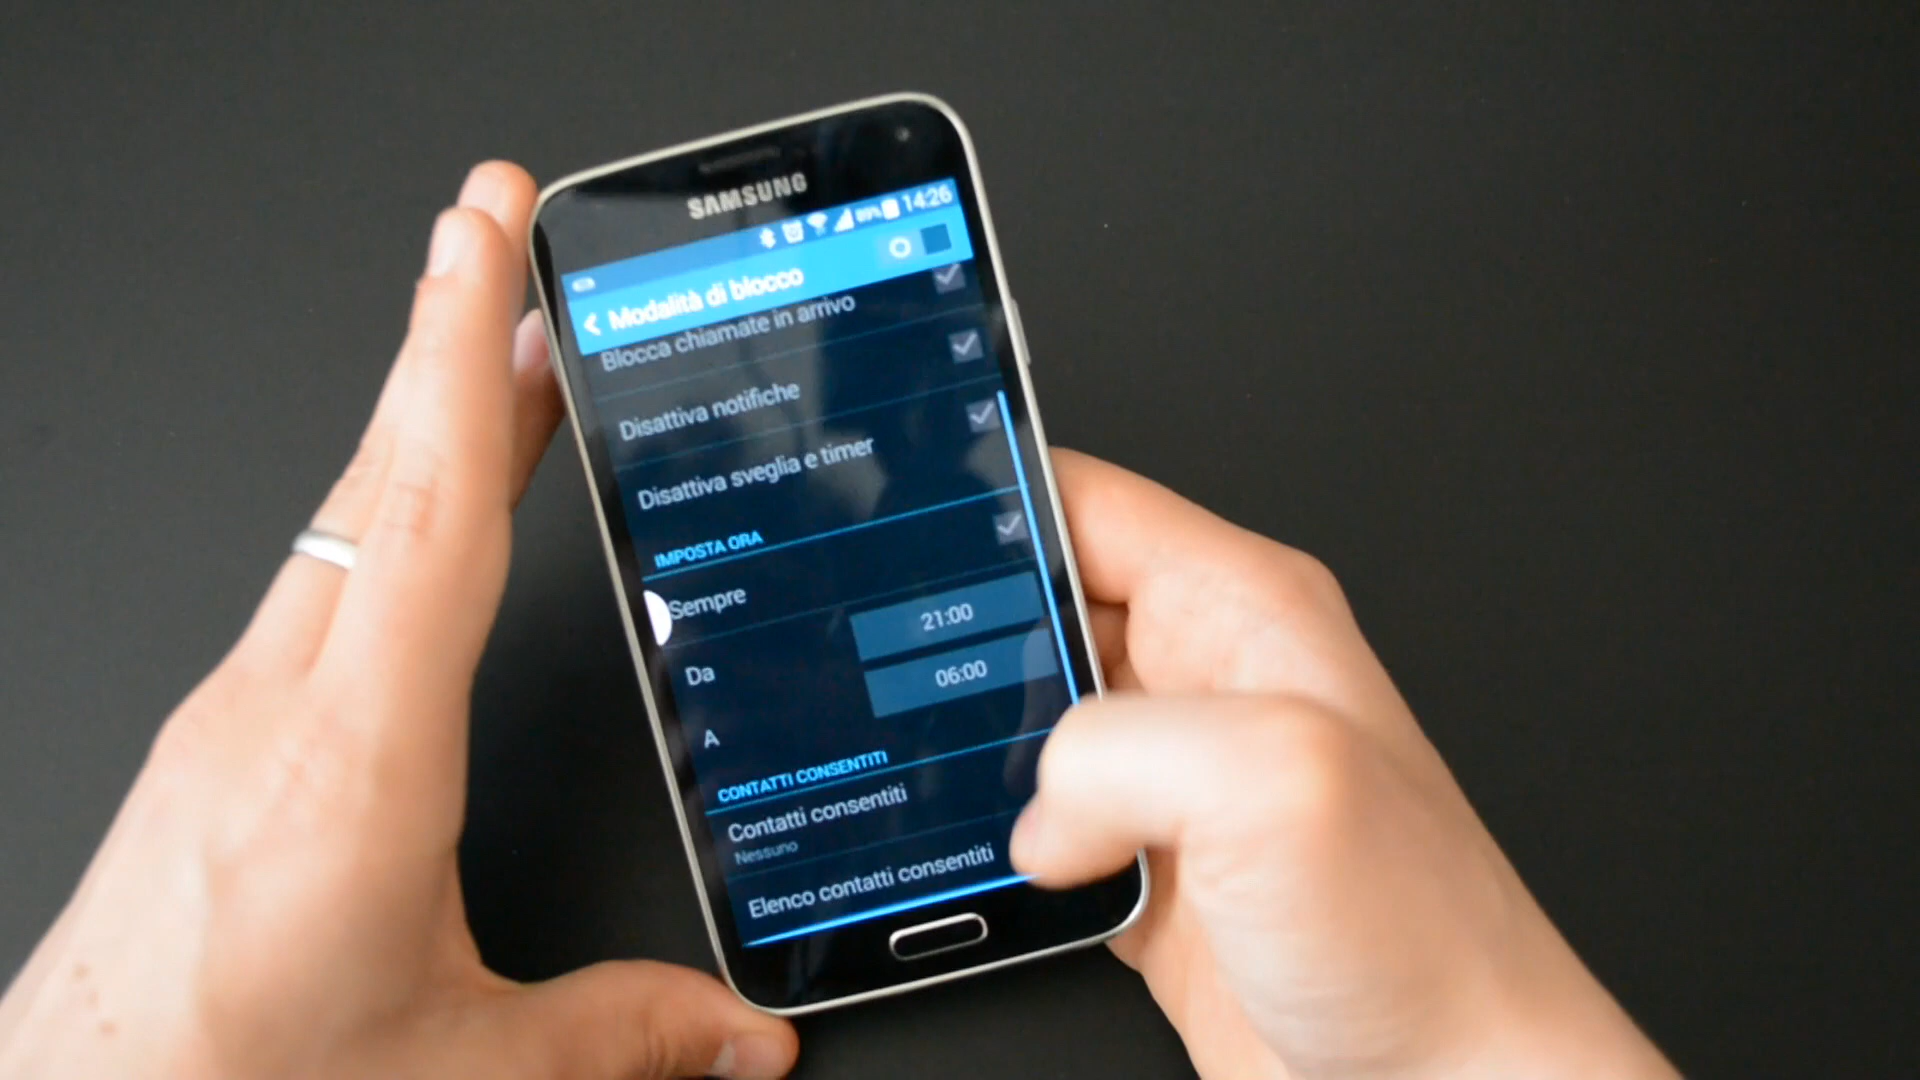 SAMSUNG
89% 14:26
Modalità di blocco
Blocca chiamate in arrivo
Disattiva notifiche
Disattiva sveglia e timer
IMPOSTA ORA
Sempre
Da
21:00
A
06:00
CONTATTI CONSENTITI
Contatti consentiti
Nessuno
Elenco contatti consentiti